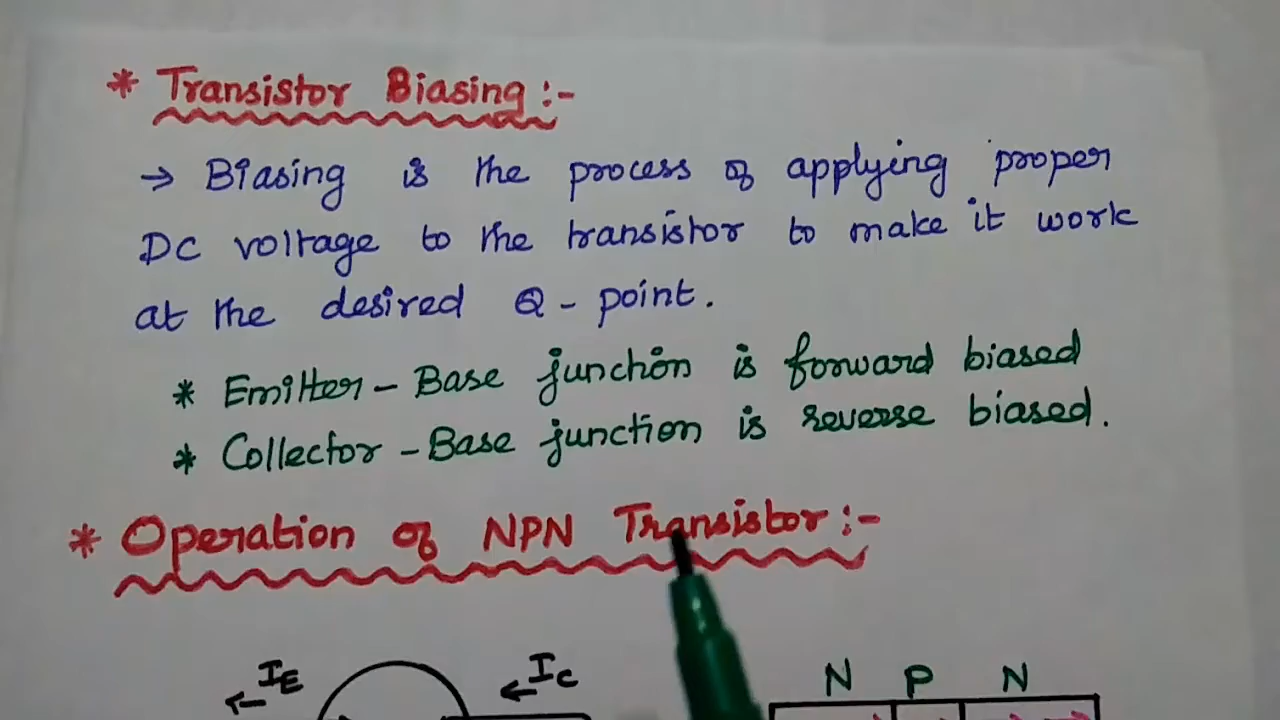 * Transistor Biasing :-
→ Biasing is the process of applying proper
DC voltage to the transistor to make it work
at the desired Q - point.
* Emitter - Base junction is forward biased
* Collector - Base junction is reverse biased.
* Operation of NPN Transistor :-
← IE
← IC
N P N